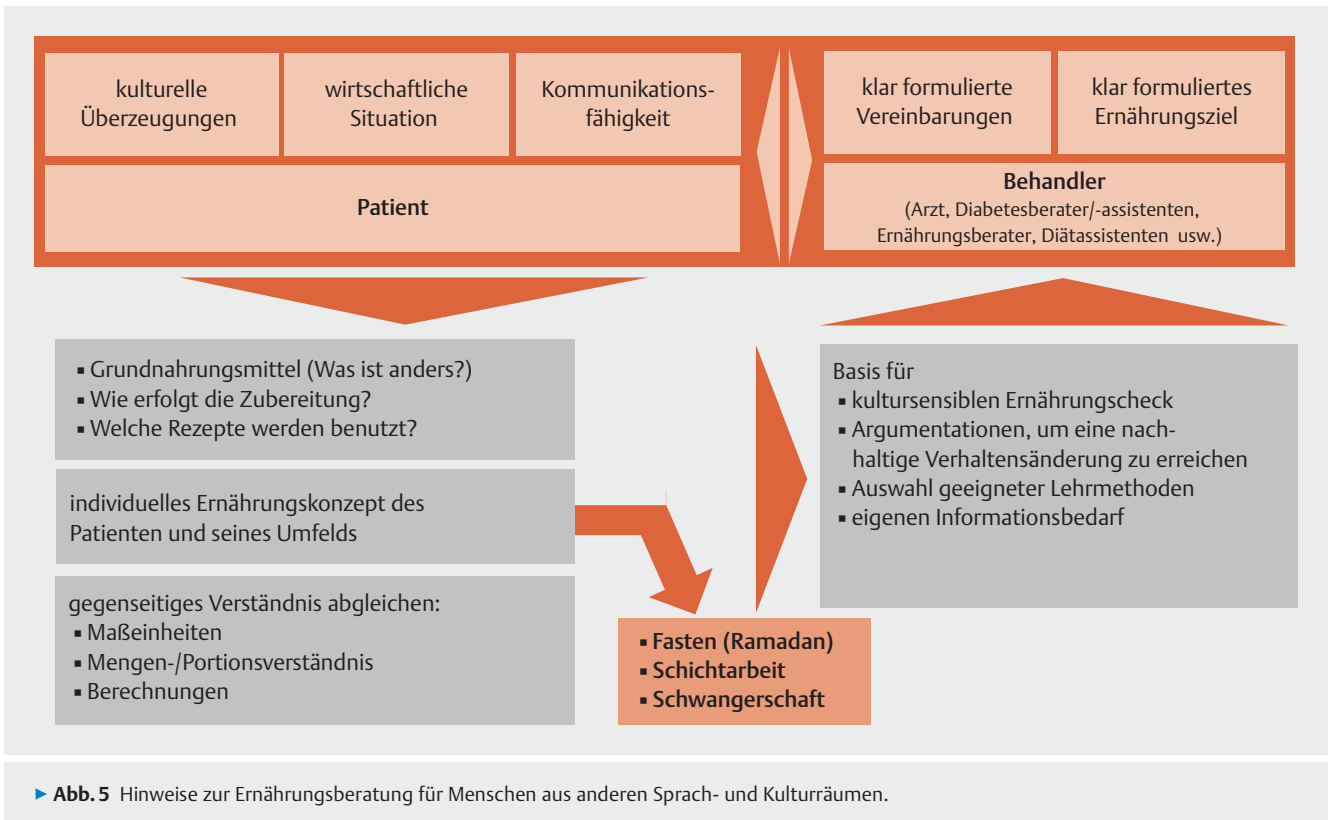 kulturelle
Überzeugungen
wirtschaftliche
Situation
Kommunikations-
fähigkeit
Patient
klar formulierte
Vereinbarungen
klar formuliertes
Ernährungsziel
Behandler
(Arzt, Diabetesberater/-assistenten,
Ernährungsberater, Diätassistenten usw.)
▪ Grundnahrungsmittel (Was ist anders?)
▪ Wie erfolgt die Zubereitung?
▪ Welche Rezepte werden benutzt?
individuelles Ernährungskonzept des
Patienten und seines Umfelds
gegenseitiges Verständnis abgleichen:
▪ Maßeinheiten
▪ Mengen-/Portionsverständnis
▪ Berechnungen
▪ Fasten (Ramadan)
▪ Schichtarbeit
▪ Schwangerschaft
Basis für
▪ kultursensiblen Ernährungscheck
▪ Argumentationen, um eine nach-
haltige Verhaltensänderung zu erreichen
▪ Auswahl geeigneter Lehrmethoden
▪ eigenen Informationsbedarf
▶ Abb. 5 Hinweise zur Ernährungsberatung für Menschen aus anderen Sprach- und Kulturräumen.